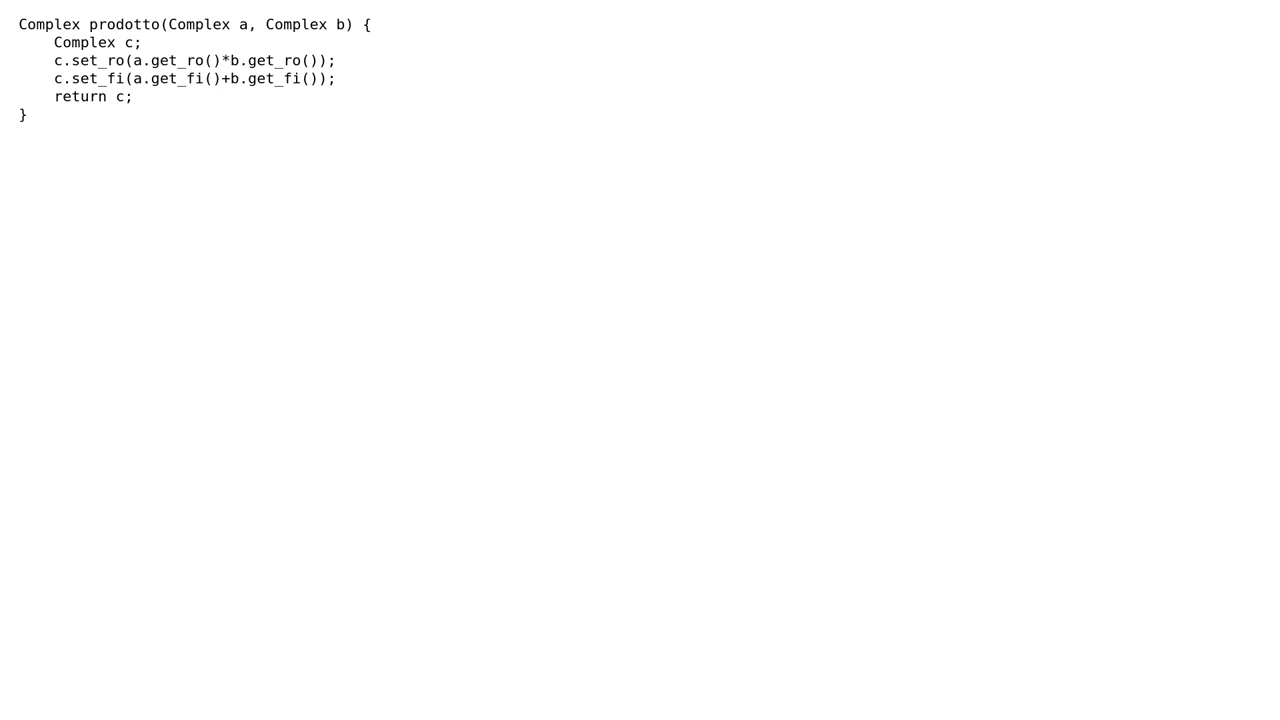 Complex prodotto(Complex a, Complex b) {
    Complex c;
    c.set_ro(a.get_ro()*b.get_ro());
    c.set_fi(a.get_fi()+b.get_fi());
    return c;
}